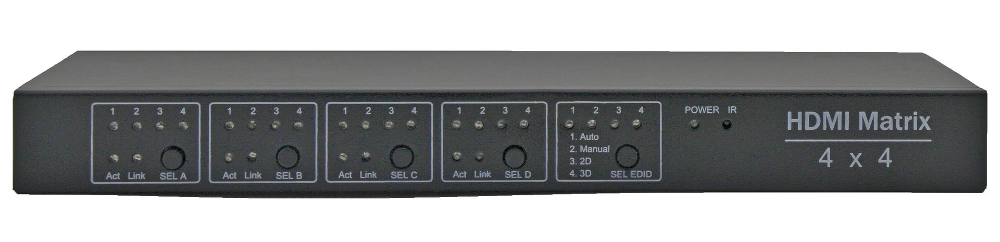 1 2 3 4
Act Link SEL A
1 2 3 4
Act Link SEL B
1 2 3 4
Act Link SEL C
1 2 3 4
Act Link SEL D
1 2 3 4
1. Auto
2. Manual
3. 2D
4. 3D
SEL EDID
POWER IR
HDMI Matrix
4 x 4